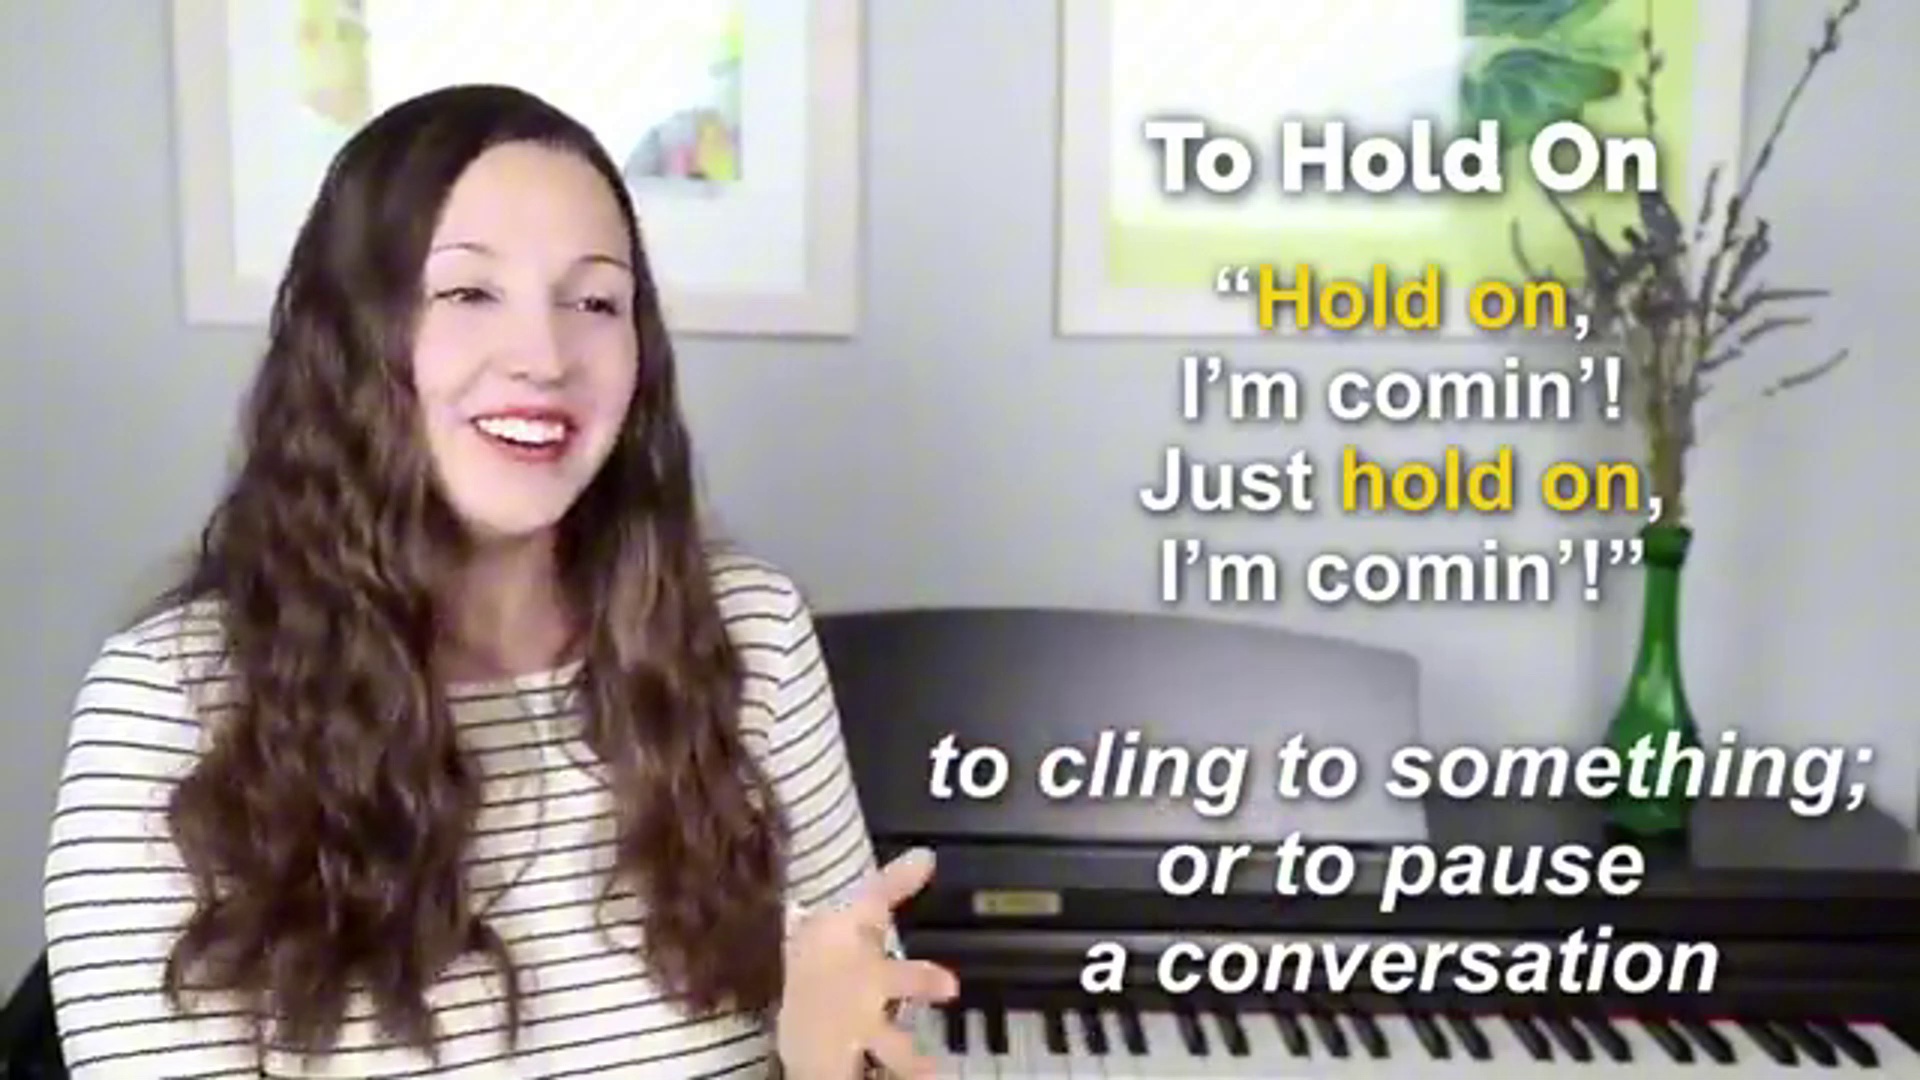 To Hold On
“Hold on,
I’m comin’!
Just hold on,
I’m comin’!”
to cling to something;
or to pause
a conversation